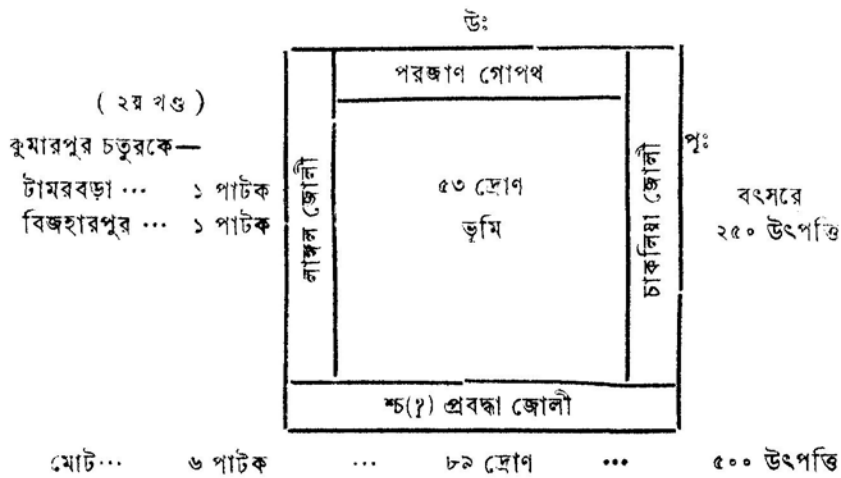 উঃ
পরজাণ গোপথ
( ২য় খণ্ড )
কুমারপুর চতুরকে—
টামরবড়া ··· ১ পাটক
বিজহারপুর ··· ১ পাটক
লাঙ্গল জোলী
৫৩ দ্রোণ
ভূমি
চাকলিয়া জোলী
পূঃ
বৎসরে
২৫০ উৎপত্তি
শ্চ(?) প্রবদ্ধা জোলী
মোট··· ৬ পাটক ··· ৮৯ দ্রোণ ··· ৫০০ উৎপত্তি